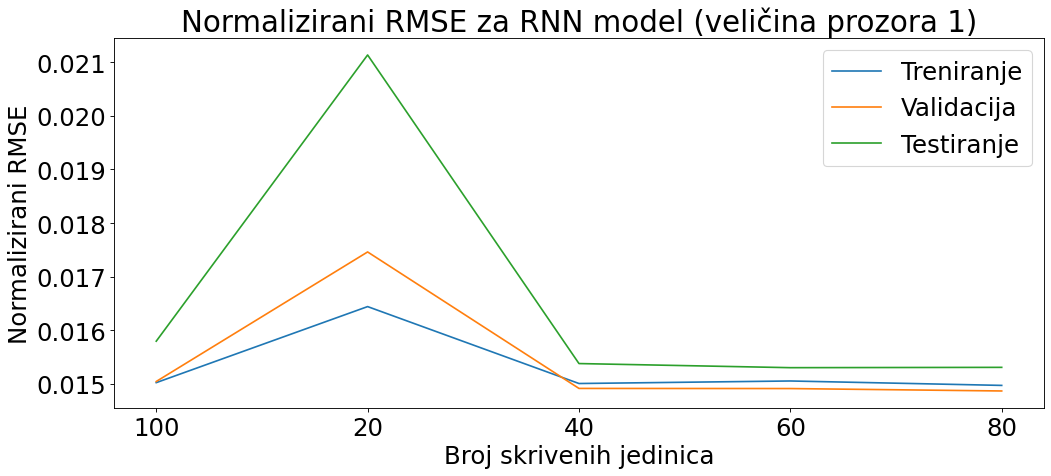 Normalizirani RMSE za RNN model (veličina prozora 1)
Treniranje
Validacija
Testiranje
Normalizirani RMSE
0.021
0.020
0.019
0.018
0.017
0.016
0.015
100 20 40 60 80
Broj skrivenih jedinica